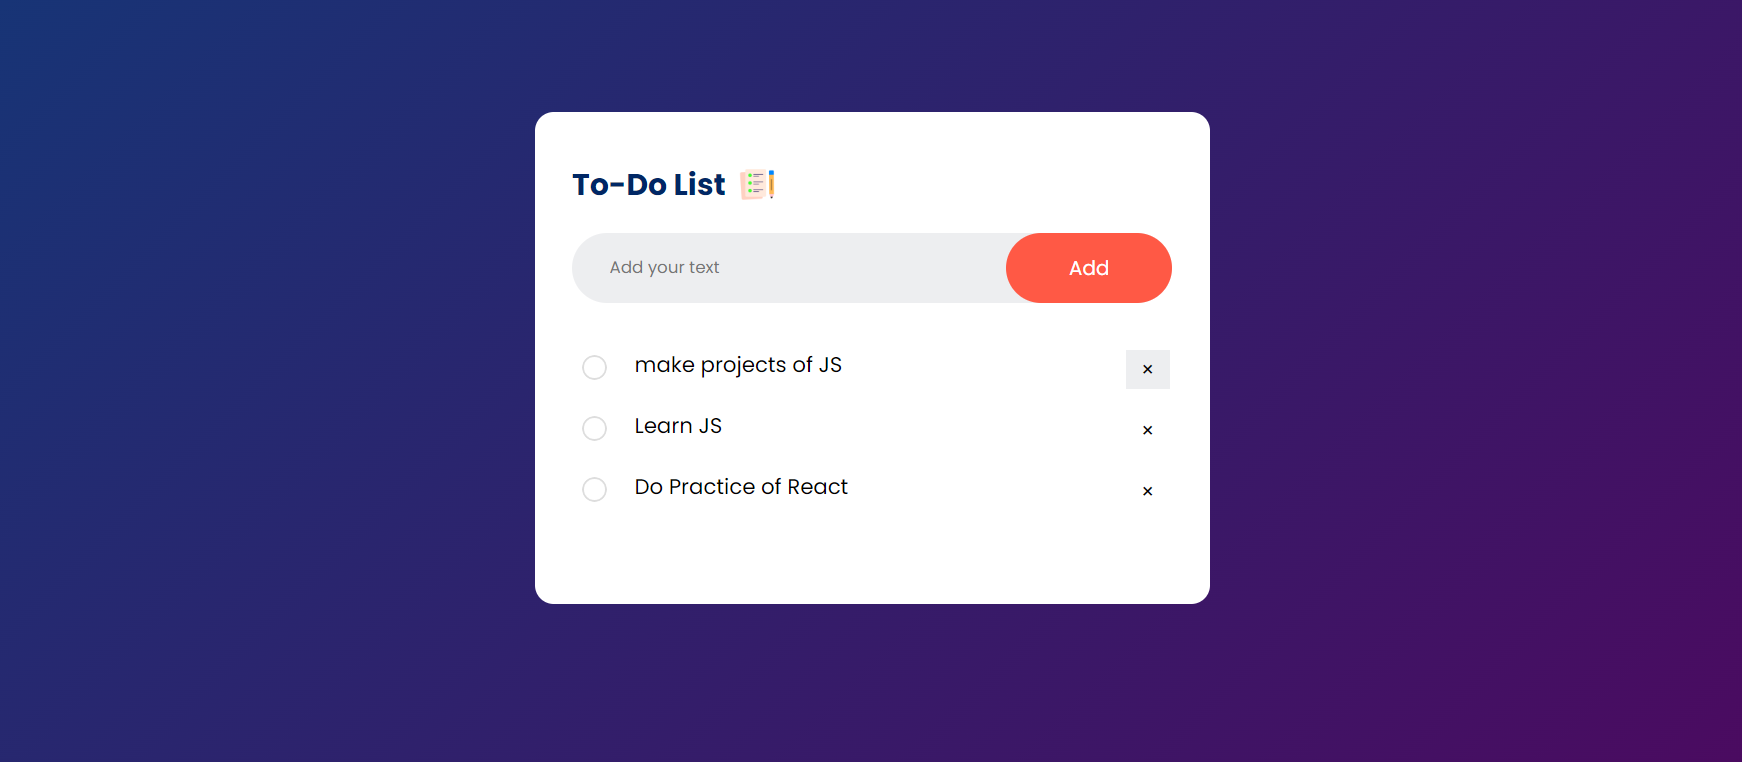 To-Do List
Add your text
Add
make projects of JS ×
Learn JS ×
Do Practice of React ×